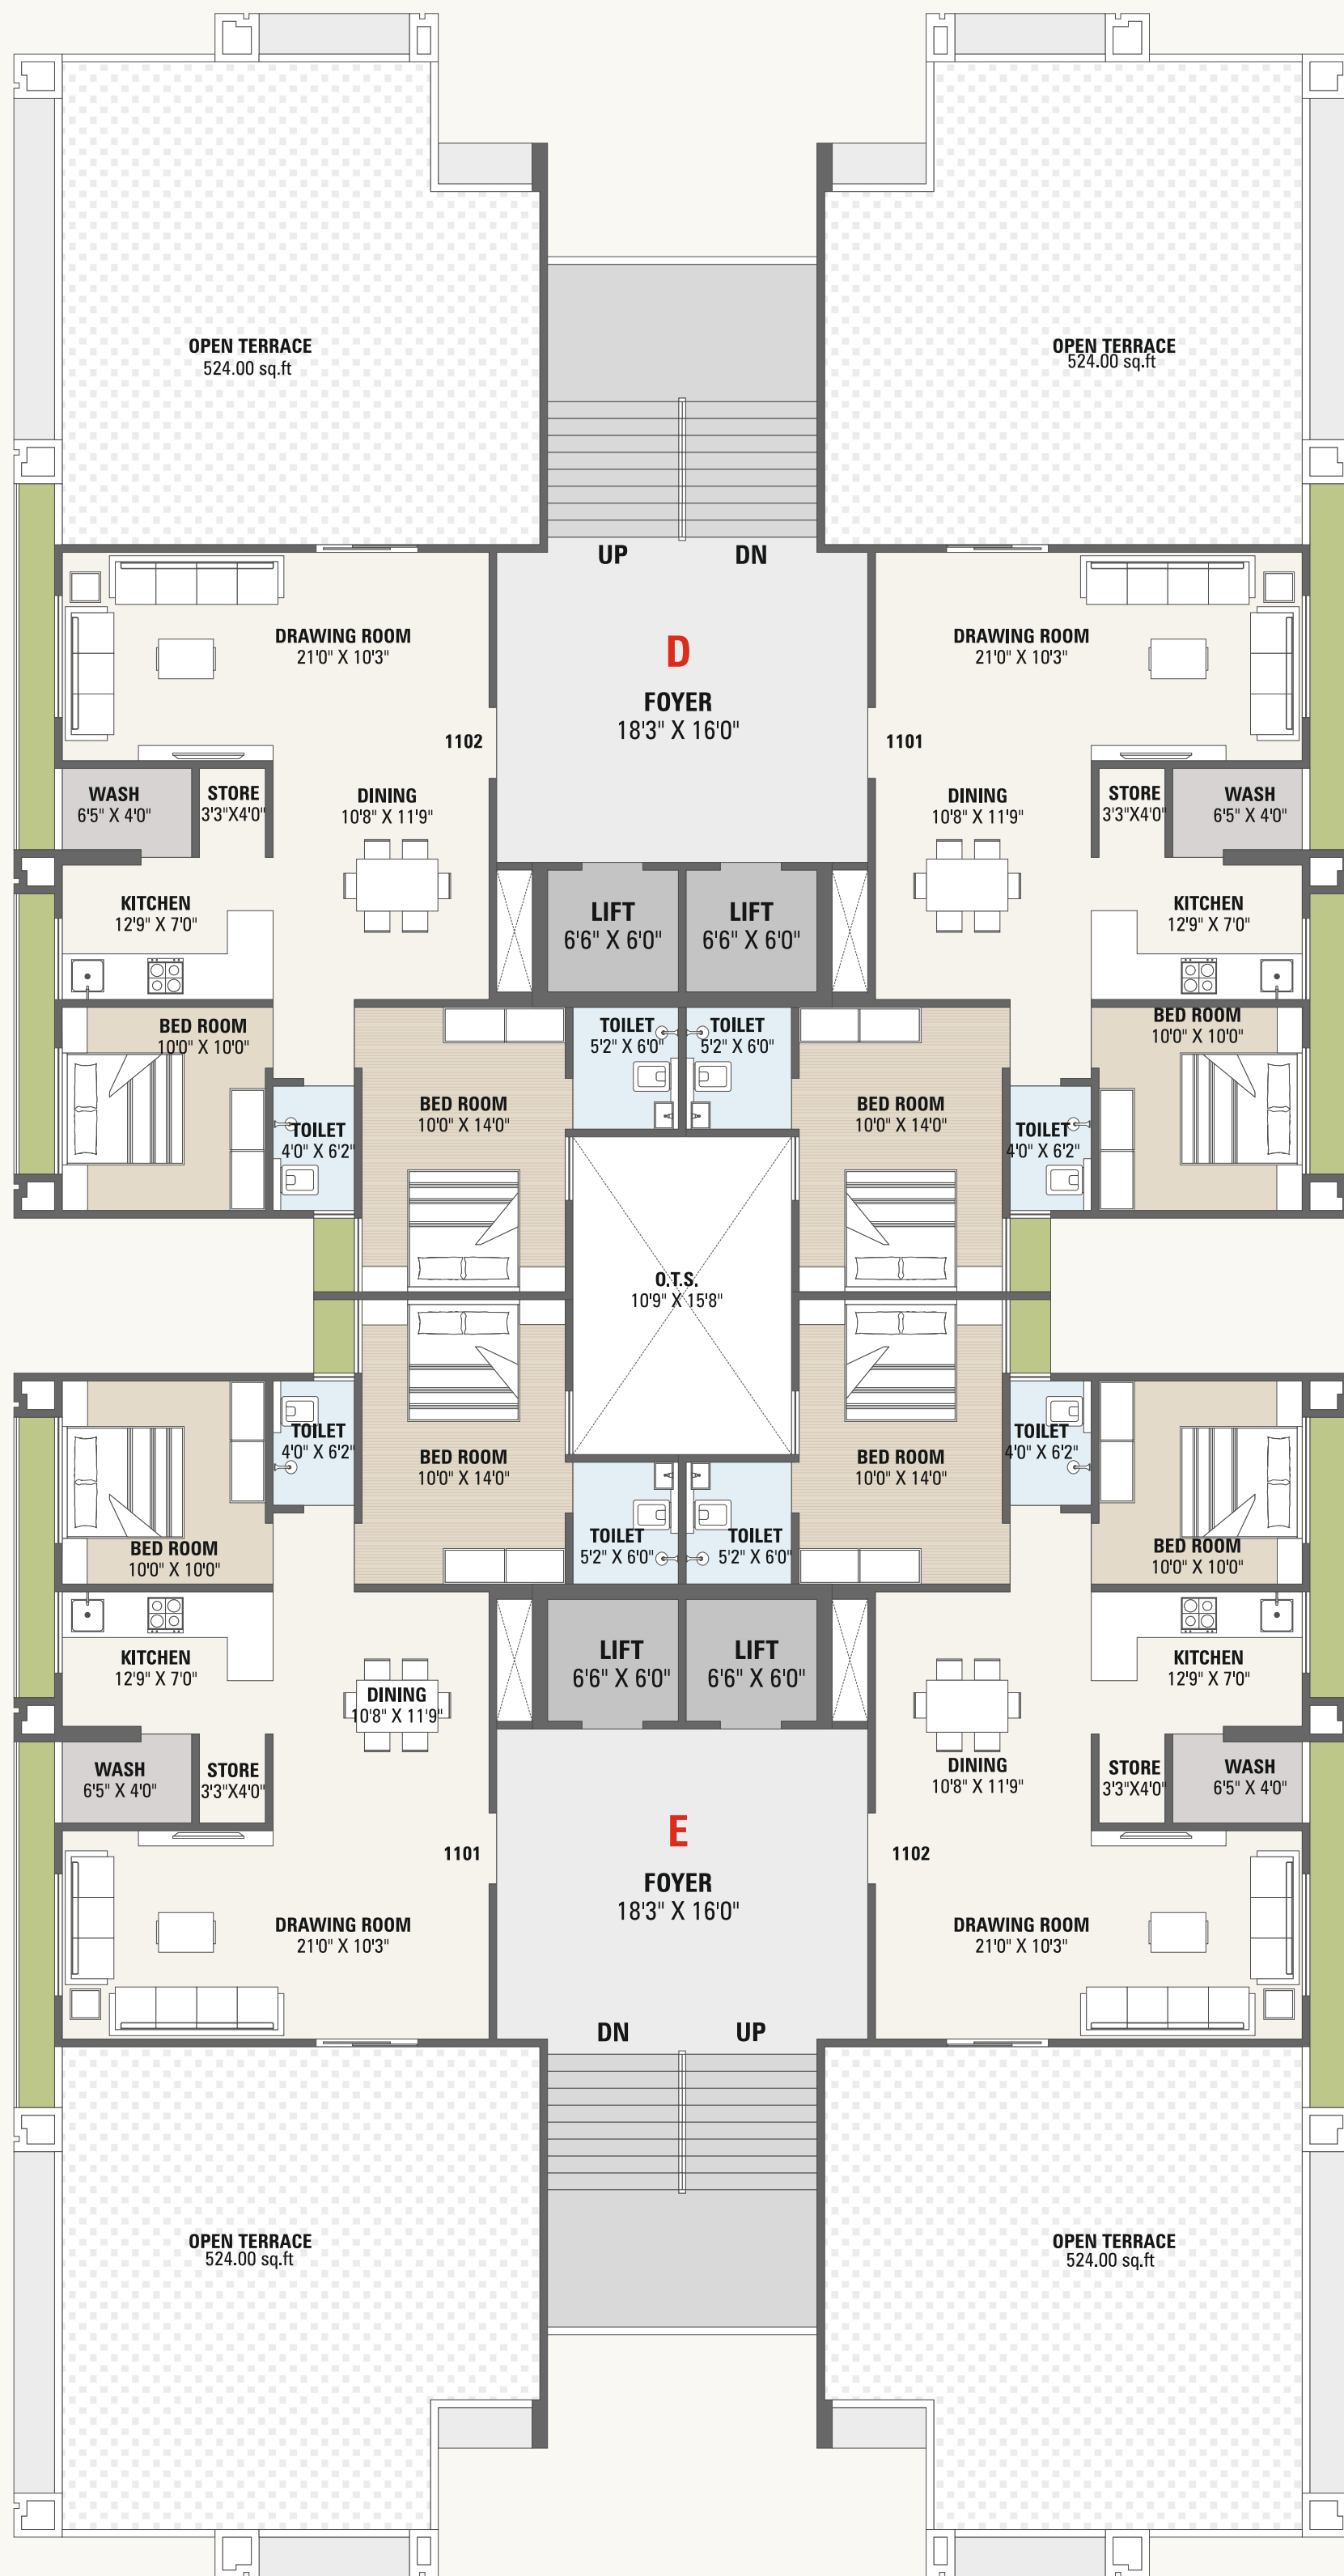 OPEN TERRACE
524.00 sq.ft
OPEN TERRACE
524.00 sq.ft
UP
DN
DRAWING ROOM
21'0" X 10'3"
D
FOYER
18'3" X 16'0"
DRAWING ROOM
21'0" X 10'3"
1102
1101
WASH
6'5" X 4'0"
STORE
3'3"X4'0"
DINING
10'8" X 11'9"
DINING
10'8" X 11'9"
STORE
3'3"X4'0"
WASH
6'5" X 4'0"
KITCHEN
12'9" X 7'0"
LIFT
6'6" X 6'0"
LIFT
6'6" X 6'0"
KITCHEN
12'9" X 7'0"
BED ROOM
10'0" X 10'0"
TOILET
5'2" X 6'0"
TOILET
5'2" X 6'0"
BED ROOM
10'0" X 10'0"
TOILET
4'0" X 6'2"
BED ROOM
10'0" X 14'0"
BED ROOM
10'0" X 14'0"
TOILET
4'0" X 6'2"
O.T.S.
10'9" X 15'8"
TOILET
4'0" X 6'2"
BED ROOM
10'0" X 14'0"
BED ROOM
10'0" X 14'0"
TOILET
4'0" X 6'2"
BED ROOM
10'0" X 10'0"
TOILET
5'2" X 6'0"
TOILET
5'2" X 6'0"
BED ROOM
10'0" X 10'0"
KITCHEN
12'9" X 7'0"
LIFT
6'6" X 6'0"
LIFT
6'6" X 6'0"
KITCHEN
12'9" X 7'0"
DINING
10'8" X 11'9"
WASH
6'5" X 4'0"
STORE
3'3"X4'0"
DINING
10'8" X 11'9"
STORE
3'3"X4'0"
WASH
6'5" X 4'0"
1101
E
1102
FOYER
18'3" X 16'0"
DRAWING ROOM
21'0" X 10'3"
DRAWING ROOM
21'0" X 10'3"
DN
UP
OPEN TERRACE
524.00 sq.ft
OPEN TERRACE
524.00 sq.ft